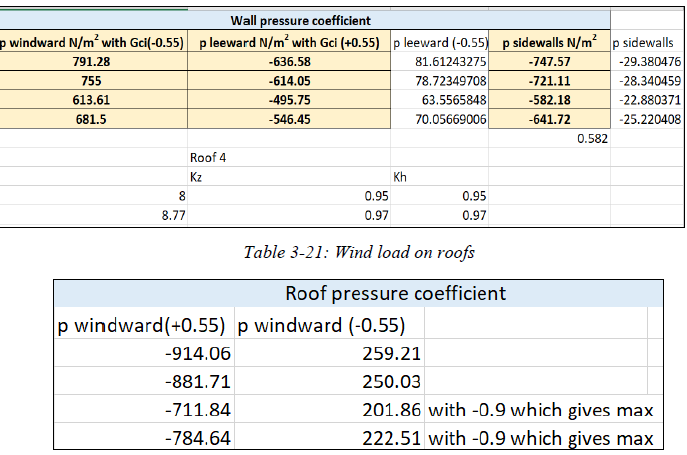 Wall pressure coefficient
p windward N/m² with Gci(-0.55) p leeward N/m² with Gci (+0.55) p leeward (-0.55) p sidewalls N/m² p sidewalls
791.28 -636.58 81.61243275 -747.57 -29.380476
755 -614.05 78.72349708 -721.11 -28.340459
613.61 -495.75 63.5565848 -582.18 -22.880371
681.5 -546.45 70.05669006 -641.72 -25.220408
0.582
Roof 4
Kz Kh
8 0.95 0.95
8.77 0.97 0.97
Table 3-21: Wind load on roofs
Roof pressure coefficient
p windward(+0.55) p windward (-0.55)
-914.06 259.21
-881.71 250.03
-711.84 201.86 with -0.9 which gives max
-784.64 222.51 with -0.9 which gives max